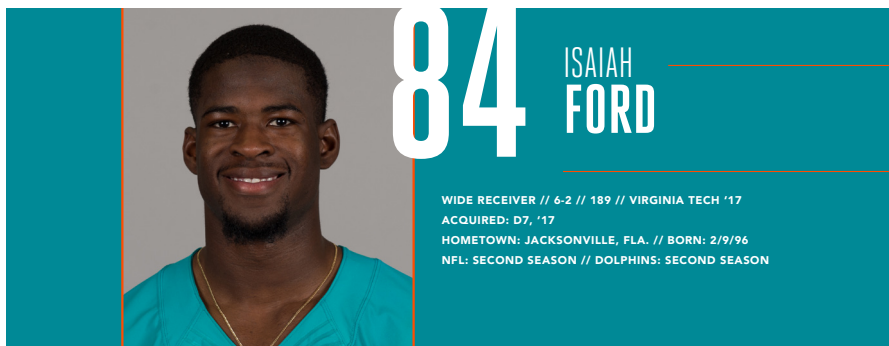 84
ISAIAH
FORD
WIDE RECEIVER // 6-2 // 189 // VIRGINIA TECH ’17
ACQUIRED: D7, ‘17
HOMETOWN: JACKSONVILLE, FLA. // BORN: 2/9/96
NFL: SECOND SEASON // DOLPHINS: SECOND SEASON